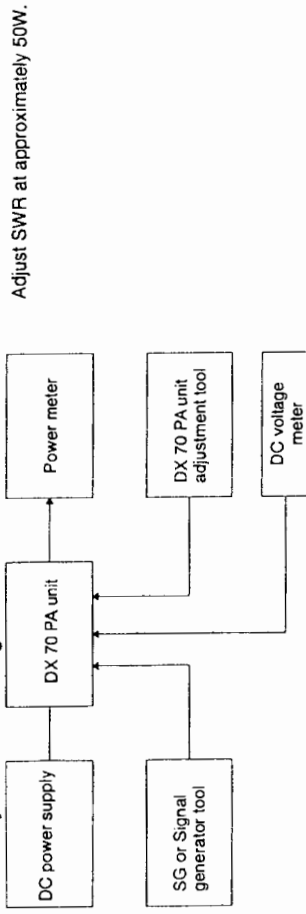 DC power supply
DX 70 PA unit
Power meter
Adjust SWR at approximately 50W.
SG or Signal
generator tool
DX 70 PA unit
adjustment tool
DC voltage
meter